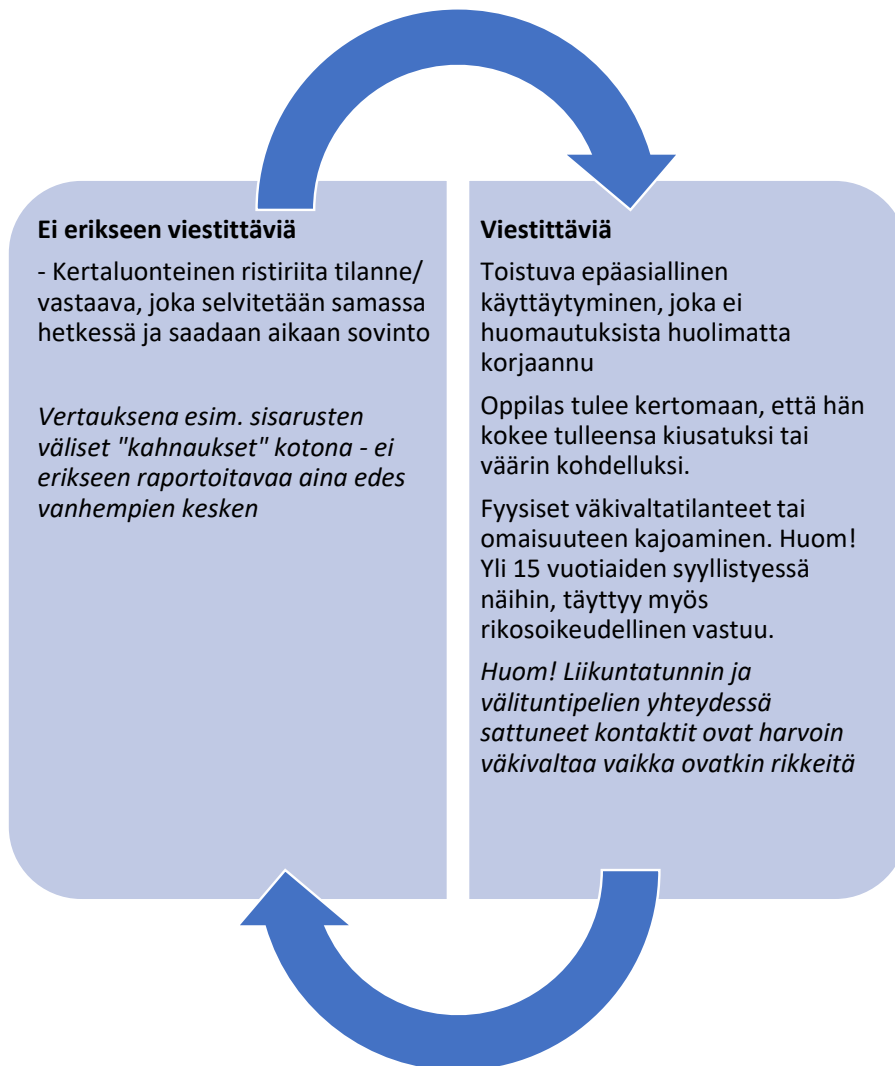 Ei erikseen viestittäviä
- Kertaluonteinen ristiriita tilanne/
vastaava, joka selvitetään samassa
hetkessä ja saadaan aikaan sovinto
Vertauksena esim. sisarusten
väliset "kahnaukset" kotona - ei
erikseen raportoitavaa aina edes
vanhempien kesken
Viestittäviä
Toistuva epäasiallinen
käyttäytyminen, joka ei
huomautuksista huolimatta
korjaannu
Oppilas tulee kertomaan, että hän
kokee tulleensa kiusatuksi tai
väärin kohdelluksi.
Fyysiset väkivaltatilanteet tai
omaisuuteen kajoaminen. Huom!
Yli 15 vuotiaiden syyllistyessä
näihin, täyttyy myös
rikosoikeudellinen vastuu.
Huom! Liikuntatunnin ja
välituntipelien yhteydessä
sattuneet kontaktit ovat harvoin
väkivaltaa vaikka ovatkin rikkeitä